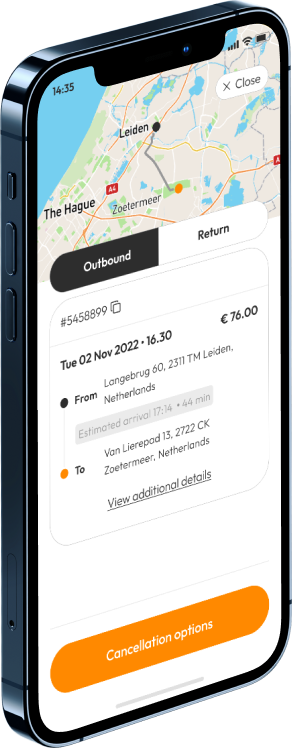 14:35
Close
Leiden
A4
A
The Hague
Zoetermeer
Outbound
Return
#5458899
€ 76.00
Tue 02 Nov 2022 • 16.30
From
Langebrug 60, 2311 TM Leiden,
Netherlands
Estimated arrival 17:14 • 44 min
To
Van Lierepod 13, 2722 CK
Zoetermeer, Netherlands
View additional details
Cancellation options